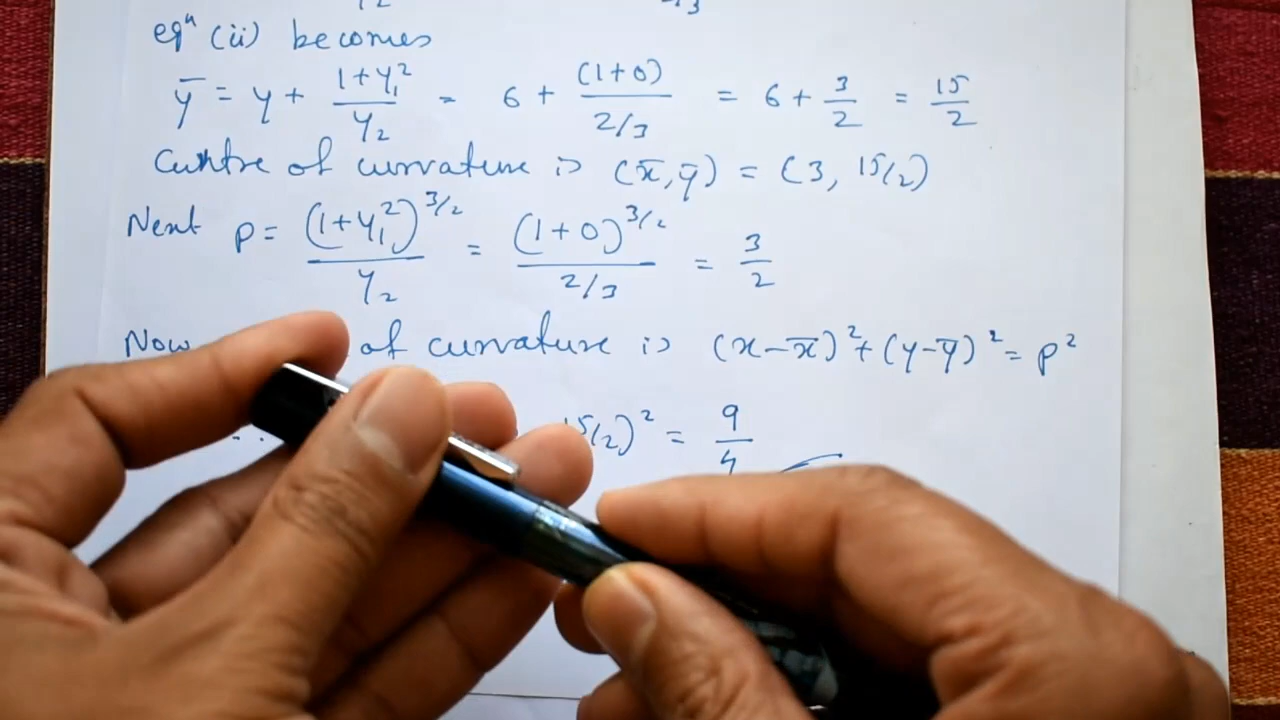 eqⁿ (ii) becomes
ȳ = y + (1+y₁²)/y₂ = 6 + (1+0)/(2/3) = 6 + 3/2 = 15/2
Centre of curvature is (x̄, ȳ) = (3, 15/2)
Next ρ = (1+y₁²)^(3/2)/y₂ = (1+0)^(3/2)/(2/3) = 3/2
Now of curvature is (x-x̄)² + (y-ȳ)² = ρ²
15/2)² = 9/4